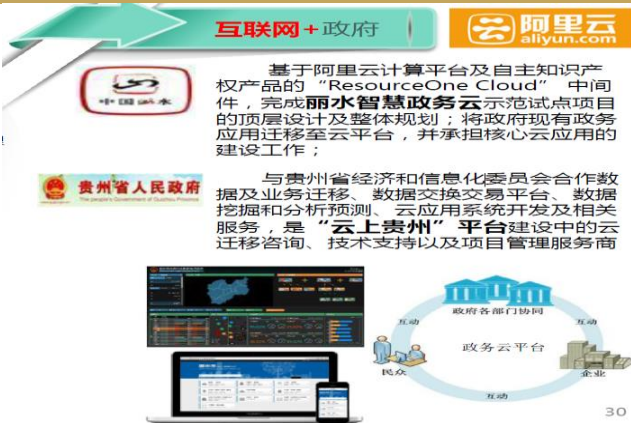 互联网+政府
阿里云
aliyun.com
中国丽水
基于阿里云计算平台及自主知识产
权产品的“ResourceOne Cloud” 中间
件，完成丽水智慧政务云示范试点项目
的顶层设计及整体规划；将政府现有政务
应用迁移至云平台，并承担核心云应用的
建设工作；
贵州省人民政府
The people's Government of Guizhou Province
与贵州省经济和信息化委员会合作数
据及业务迁移、数据交换交易平台、数据
挖掘和分析预测、云应用系统开发及相关
服务，是“云上贵州”平台建设中的云
迁移咨询、技术支持以及项目管理服务商
政府各部门协同
互动
互动
政务云平台
民众
企业
互动
30